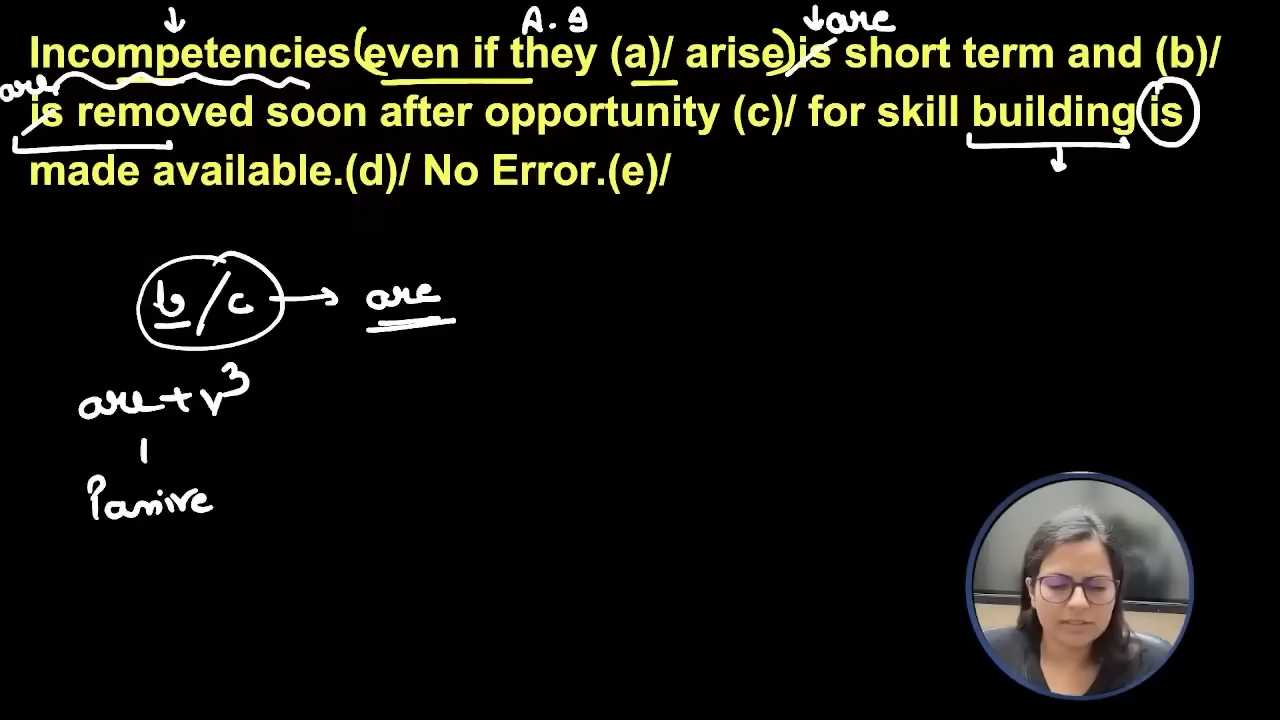 A. g
are
Incompetencies (even if they (a)/ arise) is short term and (b)/
are
is removed soon after opportunity (c)/ for skill building is
made available.(d)/ No Error.(e)/
b/c → are
are + v3
Passive